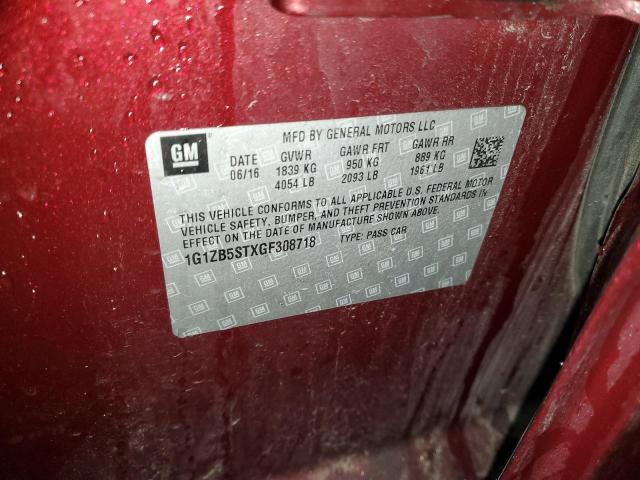 GM
MFD BY GENERAL MOTORS LLC
DATE GVWR GAWR FRT GAWR RR
06/16 1839 KG 950 KG 889 KG
4054 LB 2093 LB 1961 LB
THIS VEHICLE CONFORMS TO ALL APPLICABLE U.S. FEDERAL MOTOR
VEHICLE SAFETY, BUMPER, AND THEFT PREVENTION STANDARDS IN
EFFECT ON THE DATE OF MANUFACTURE SHOWN ABOVE.
1G1ZB5STXGF308718 TYPE: PASS CAR